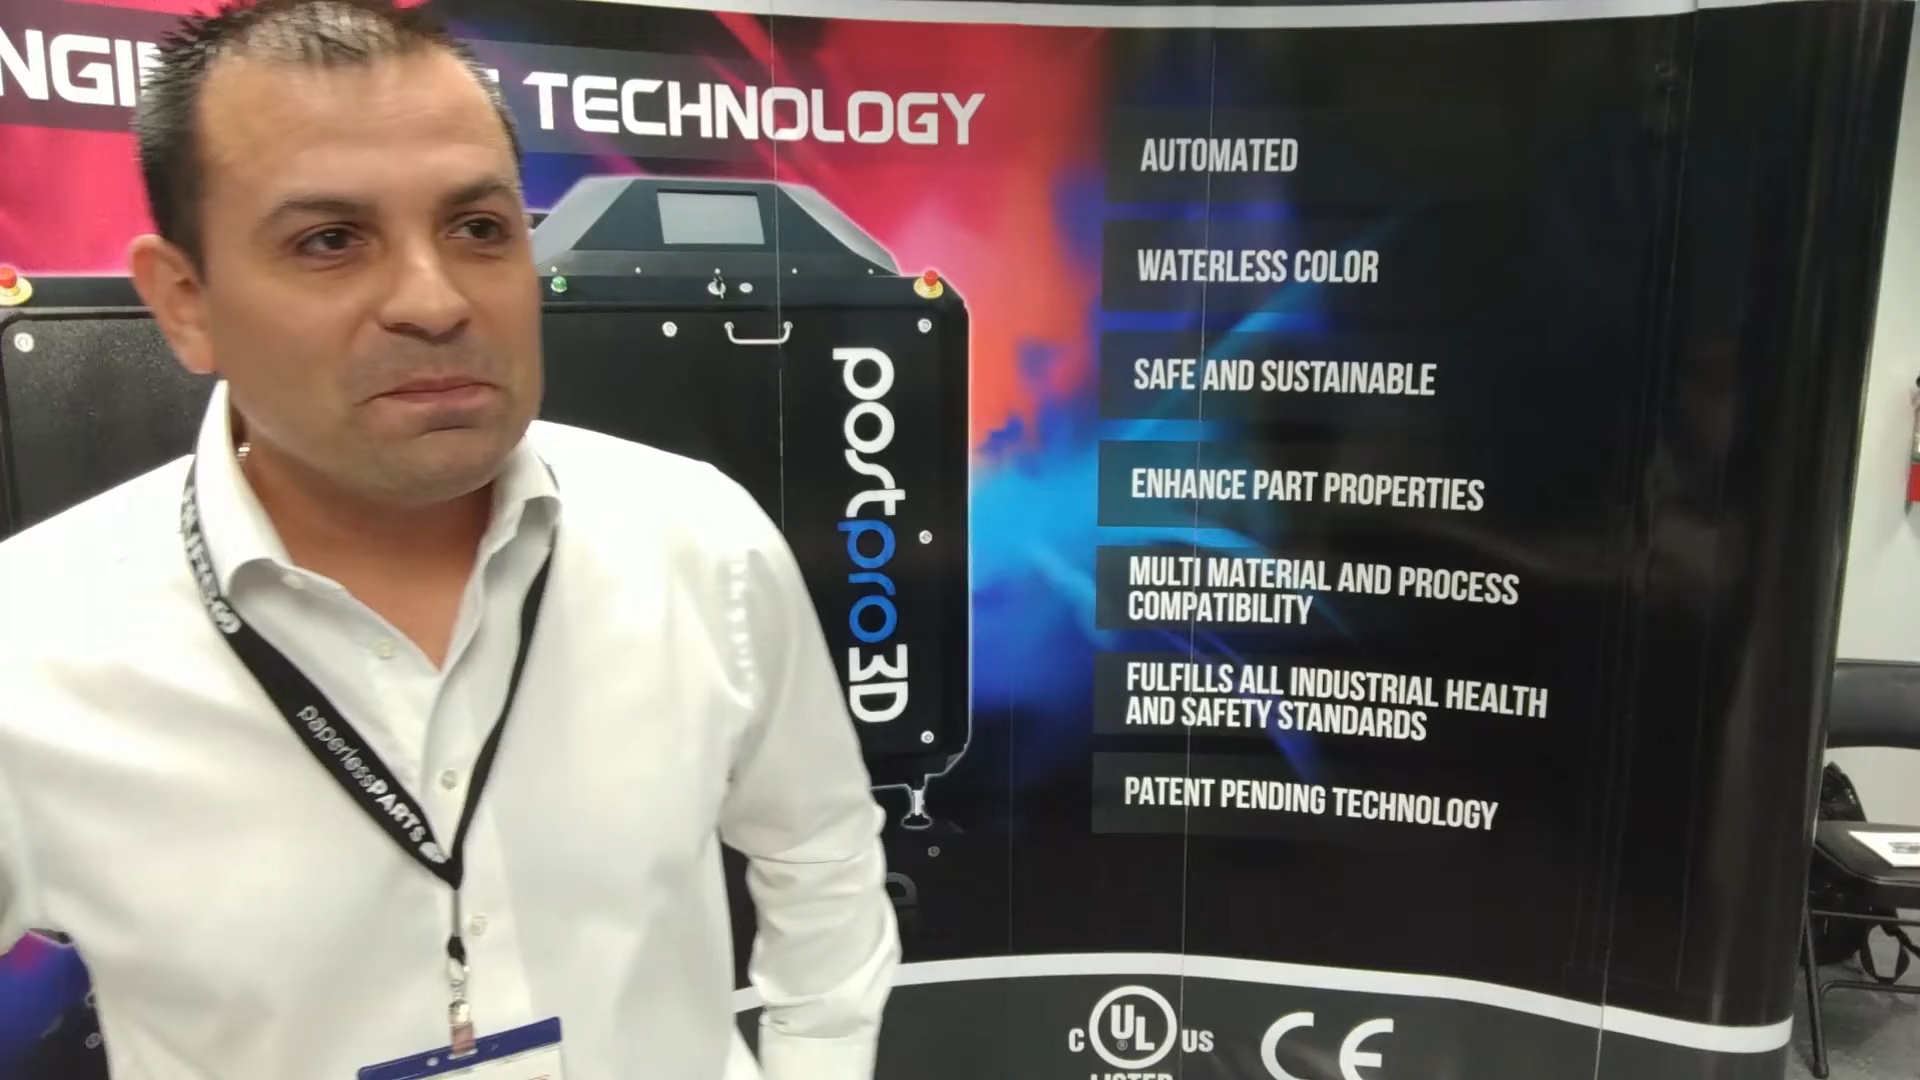 TECHNOLOGY
AUTOMATED
WATERLESS COLOR
SAFE AND SUSTAINABLE
ENHANCE PART PROPERTIES
MULTI MATERIAL AND PROCESS
COMPATIBILITY
FULFILLS ALL INDUSTRIAL HEALTH
AND SAFETY STANDARDS
PATENT PENDING TECHNOLOGY
postpro3D
paperlessPARTS
C UL ® US
LISTED
CE